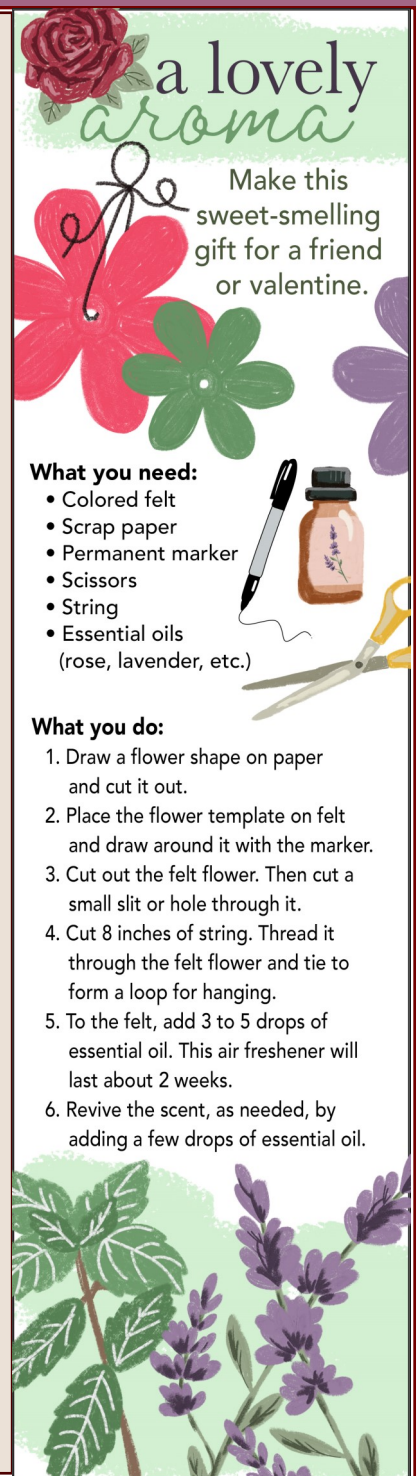 a lovely
aroma
Make this
sweet-smelling
gift for a friend
or valentine.
What you need:
• Colored felt
• Scrap paper
• Permanent marker
• Scissors
• String
• Essential oils
(rose, lavender, etc.)
What you do:
1. Draw a flower shape on paper
and cut it out.
2. Place the flower template on felt
and draw around it with the marker.
3. Cut out the felt flower. Then cut a
small slit or hole through it.
4. Cut 8 inches of string. Thread it
through the felt flower and tie to
form a loop for hanging.
5. To the felt, add 3 to 5 drops of
essential oil. This air freshener will
last about 2 weeks.
6. Revive the scent, as needed, by
adding a few drops of essential oil.